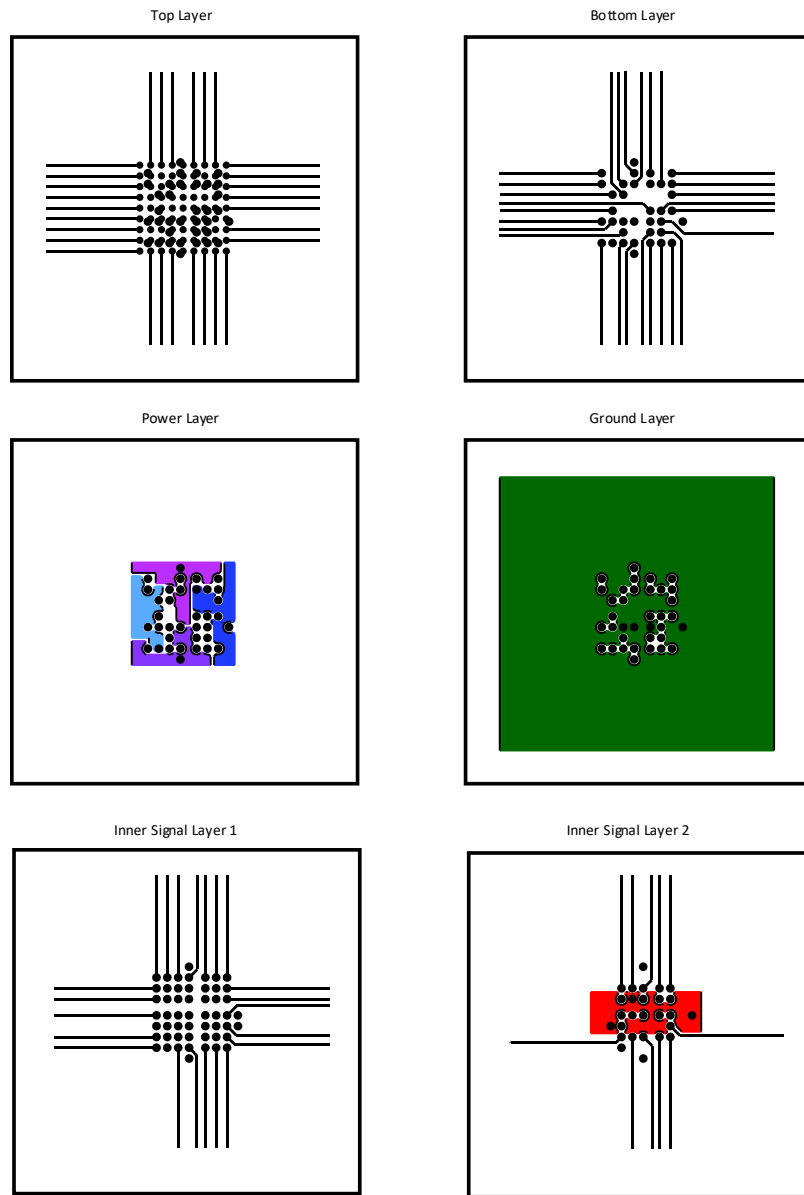 Top Layer
Bottom Layer
Power Layer
Ground Layer
Inner Signal Layer 1
Inner Signal Layer 2